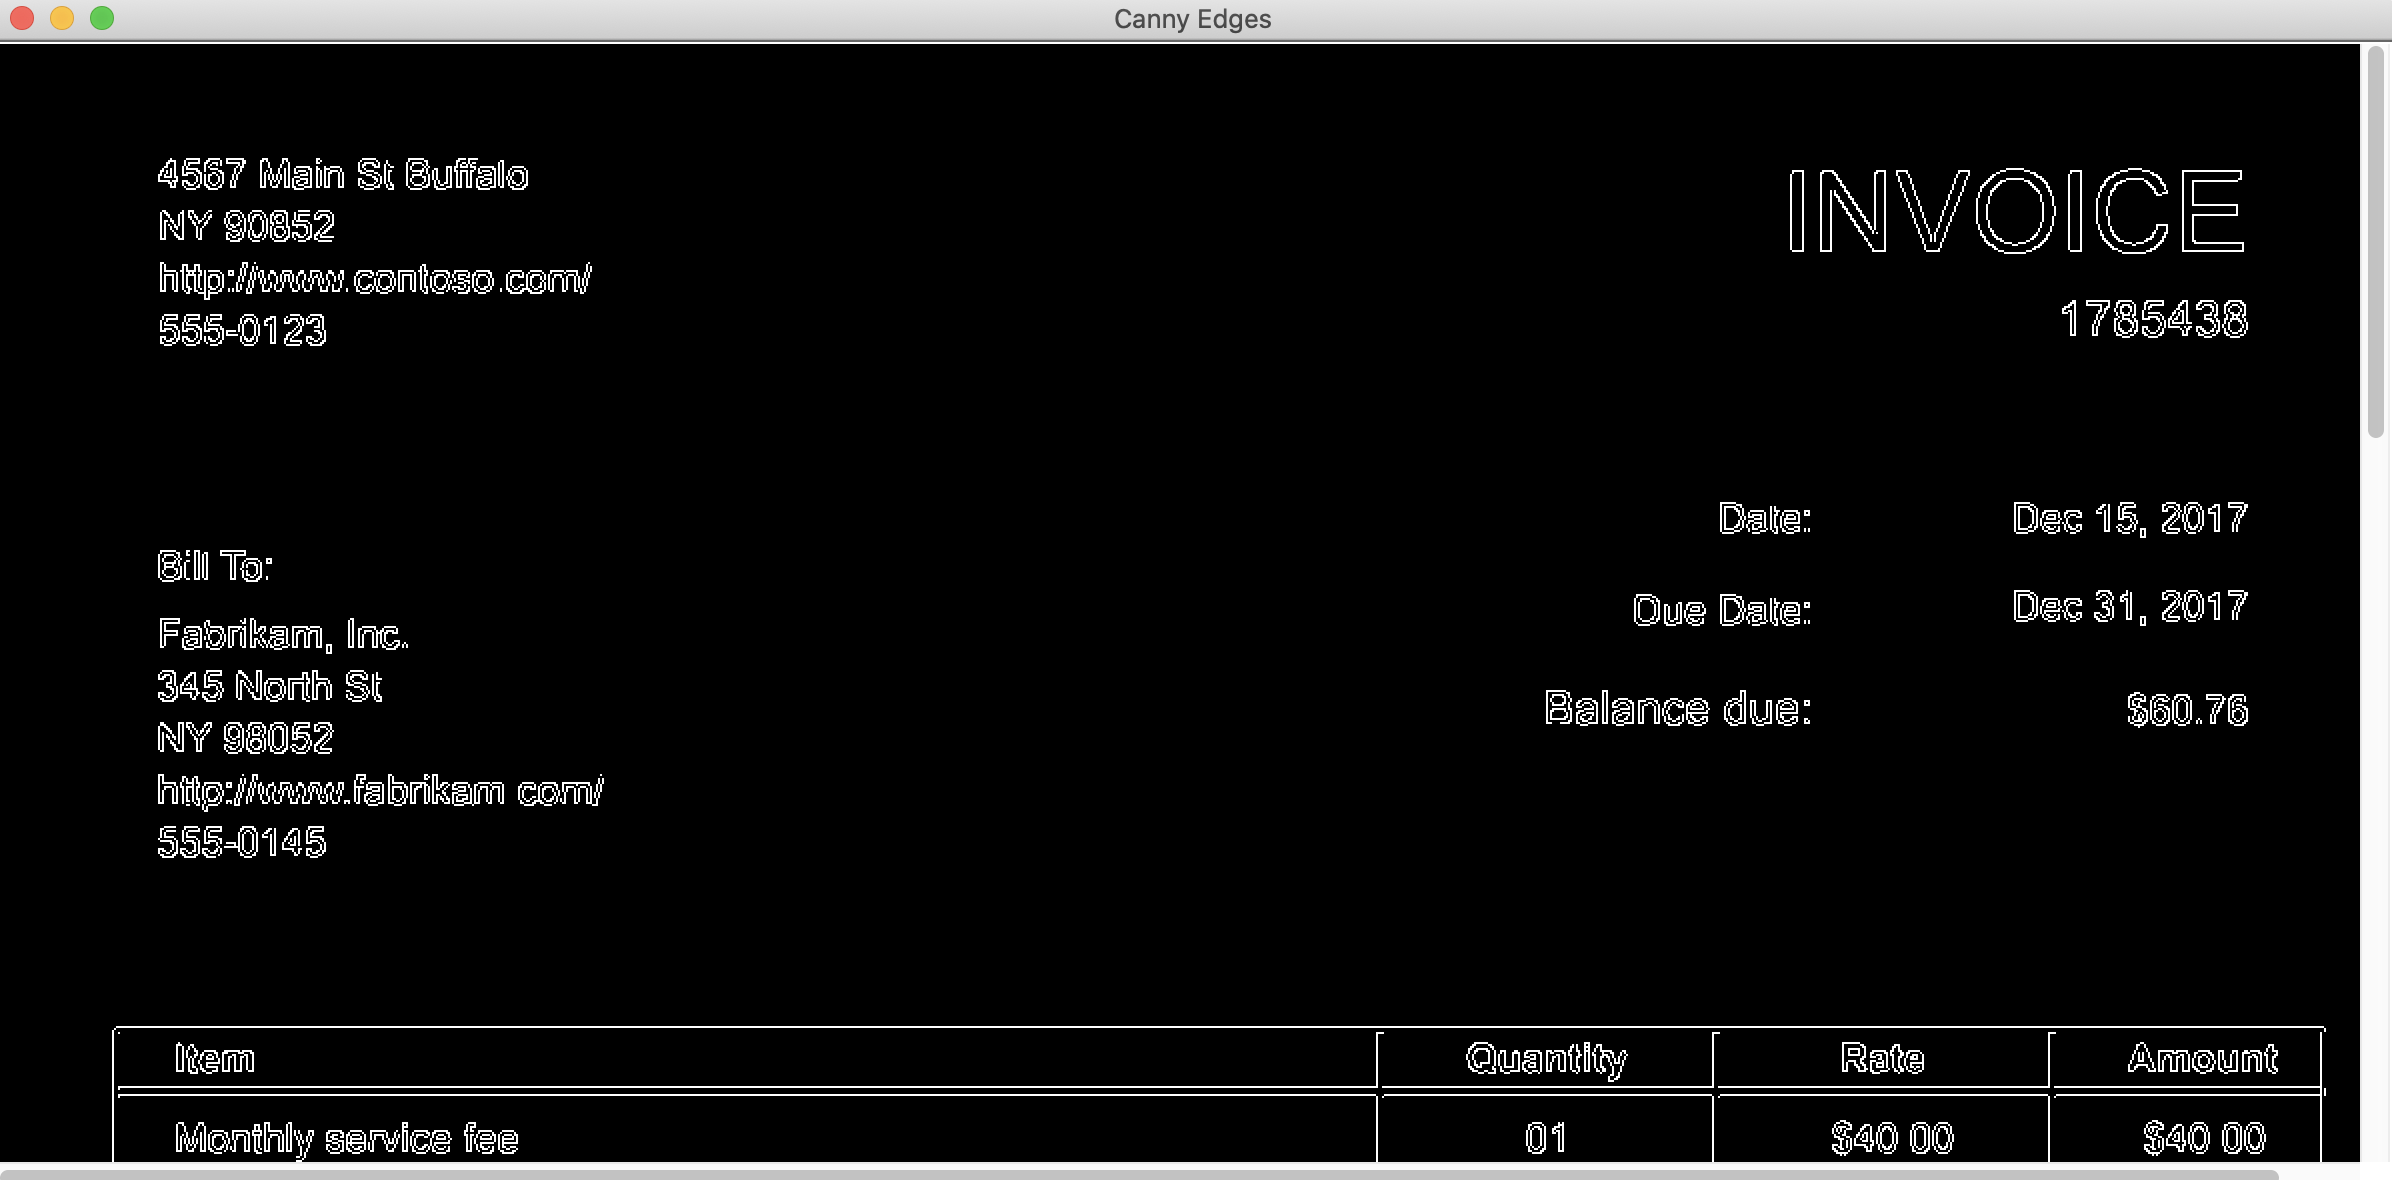 Canny Edges
4567 Main St Buffalo
NY 90852
http://www.contoso.com/
555-0123
INVOICE
1785438
Date: Dec 15, 2017
Due Date: Dec 31, 2017
Balance due: $60.76
Bill To:
Fabrikam, Inc.
345 North St
NY 98052
http://www.fabrikam com/
555-0145
Item Quantity Rate Amount
Monthly service fee 01 $40 00 $40 00